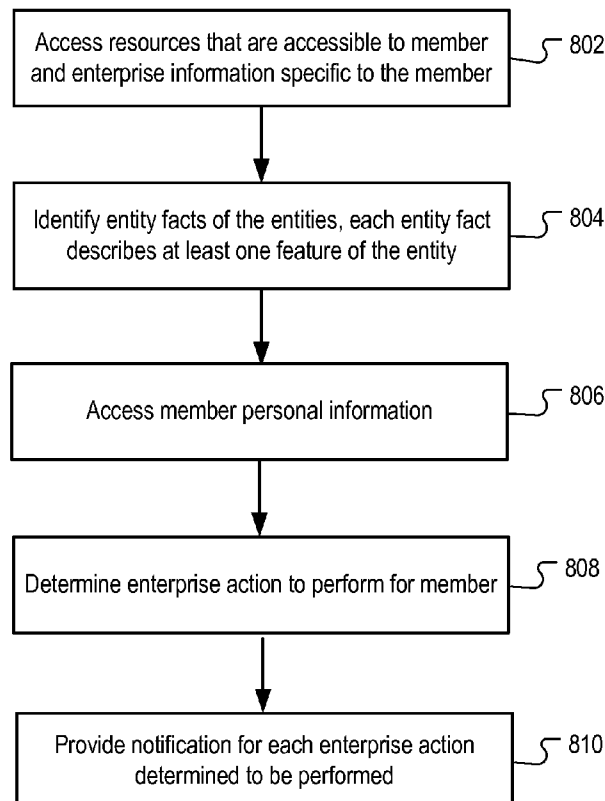 Access resources that are accessible to member
and enterprise information specific to the member
802
Identify entity facts of the entities, each entity fact
describes at least one feature of the entity
804
Access member personal information
806
Determine enterprise action to perform for member
808
Provide notification for each enterprise action
determined to be performed
810